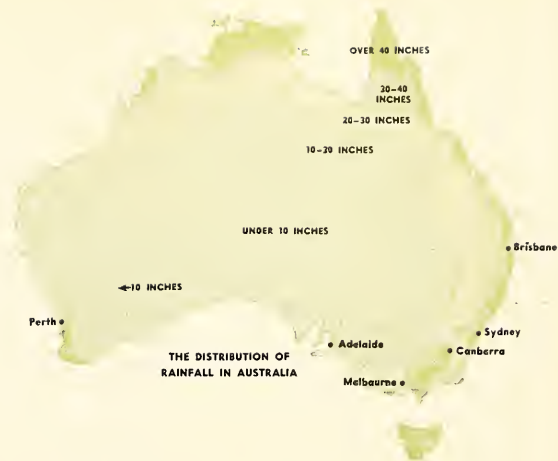 OVER 40 INCHES
30-40
INCHES
20-30 INCHES
10-20 INCHES
UNDER 10 INCHES
Brisbane
←10 INCHES
Perth
Sydney
Adelaide
Canberra
THE DISTRIBUTION OF
RAINFALL IN AUSTRALIA
Melbourne